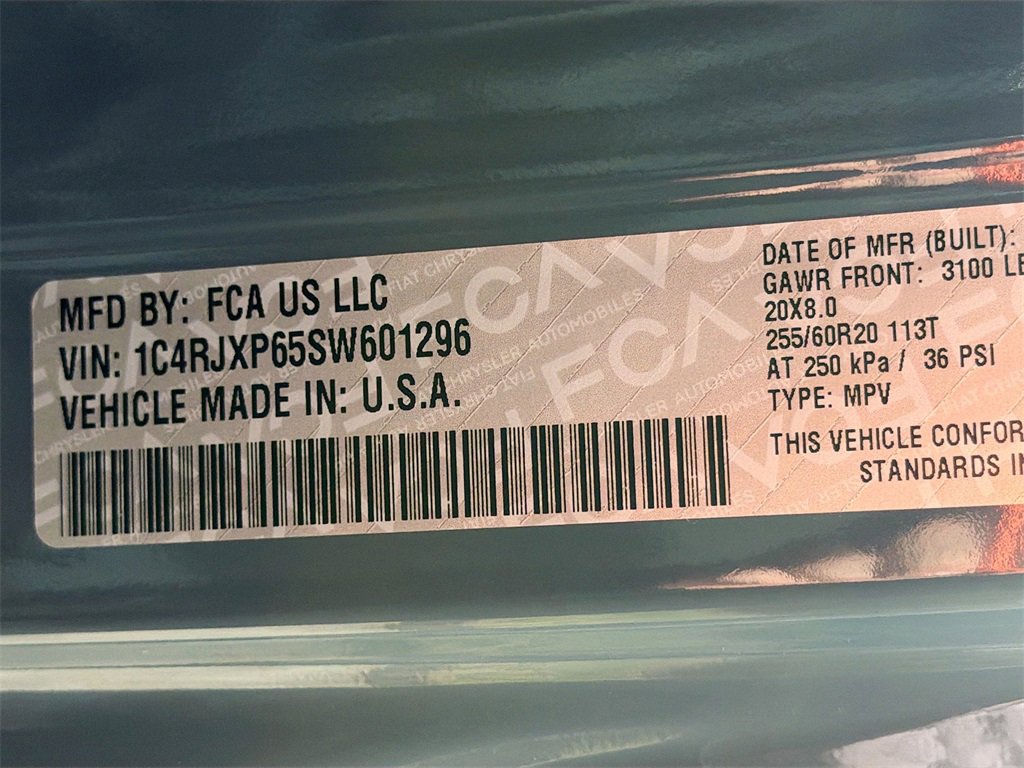 MFD BY: FCA US LLC
VIN: 1C4RJXP65SW601296
VEHICLE MADE IN: U.S.A.
DATE OF MFR (BUILT):
GAWR FRONT: 3100 LB
20X8.0
255/60R20 113T
AT 250 kPa / 36 PSI
TYPE: MPV
THIS VEHICLE CONFOR
STANDARDS IN